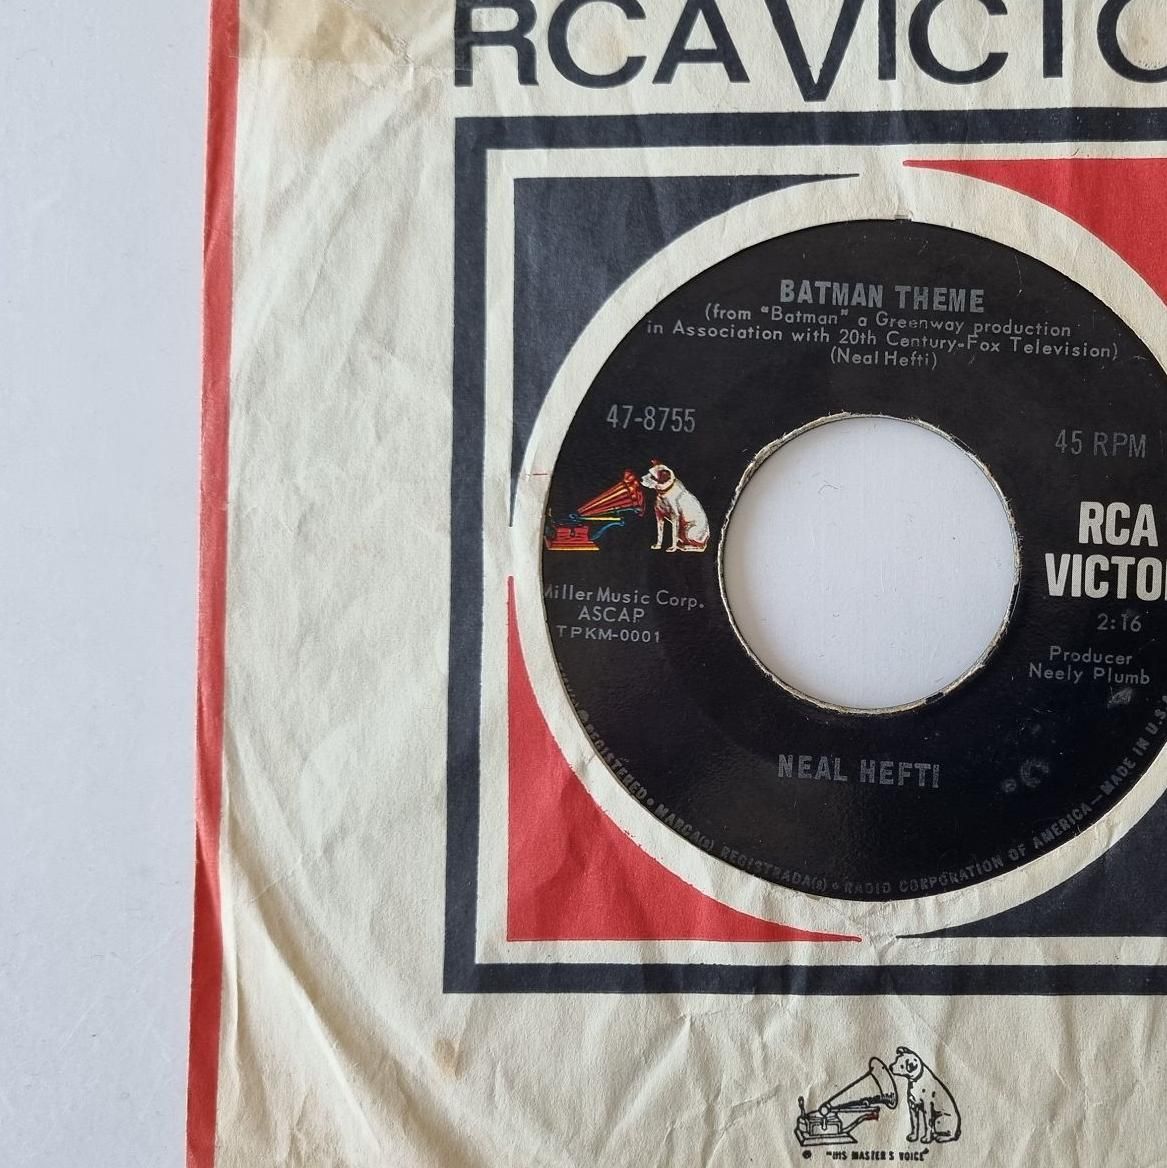 RCA VICTO
BATMAN THEME
(from "Batman" a Greenway production
in Association with 20th Century-Fox Television)
(Neal Hefti)
47-8755
45 RPM
RCA
VICTO
Miller Music Corp.
ASCAP
TPKM-0001
2:16
Producer
Neely Plumb
NEAL HEFTI
REGISTERED • MARCA(s) REGISTRADA(s) • RADIO CORPORATION OF AMERICA—MADE IN U.S.
"HIS MASTER'S VOICE"